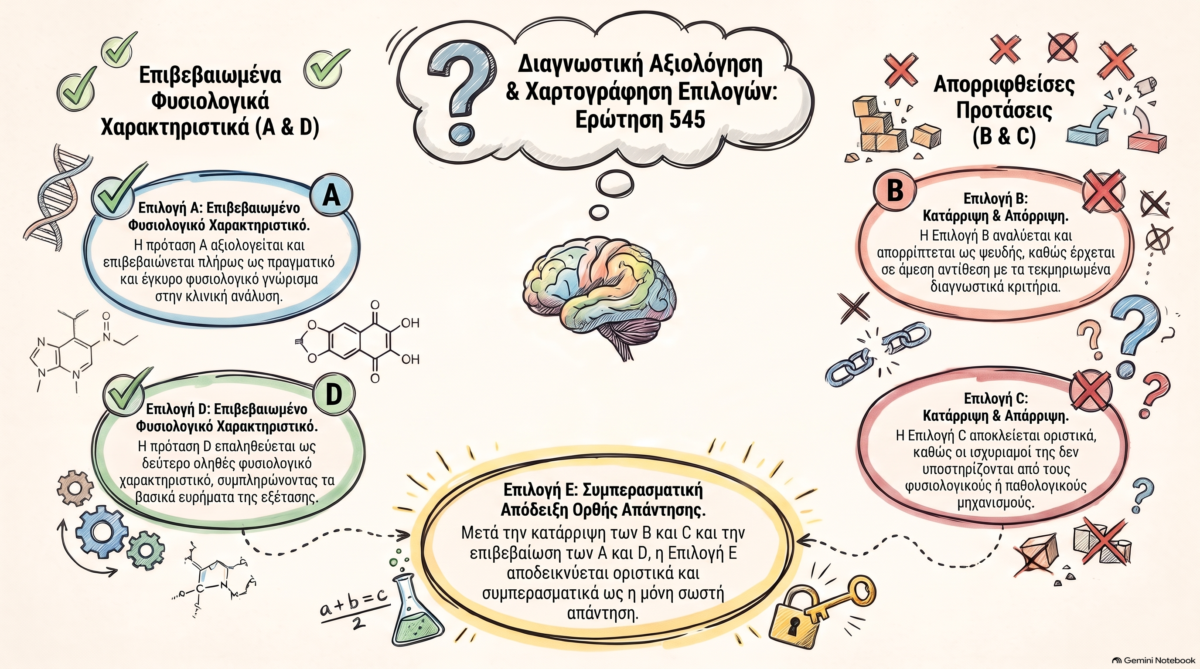 Διαγνωστική Αξιολόγηση
& Χαρτογράφηση Επιλογών:
Ερώτηση 545
Επιβεβαιωμένα
Φυσιολογικά
Χαρακτηριστικά (A & D)
A
Επιλογή A: Επιβεβαιωμένο
Φυσιολογικό Χαρακτηριστικό.
Η πρόταση A αξιολογείται και
επιβεβαιώνεται πλήρως ως πραγματικό
και έγκυρο φυσιολογικό γνώρισμα
στην κλινική ανάλυση.
N
N
N
N
O
O
O
O
O
OH
OH
D
Επιλογή D: Επιβεβαιωμένο
Φυσιολογικό Χαρακτηριστικό.
Η πρόταση D επαληθεύεται ως
δεύτερο οληθές φυσιολογικό
χαρακτηριστικό, συμπληρώνοντας τα
βασικά ευρήματα της εξέτασης.
Απορριφθείσες
Προτάσεις
(B & C)
B
Επιλογή B:
Κατάρριψη & Απόρριψη.
Η Επιλογή B αναλύεται και
απορρίπτεται ως ψευδής, καθώς έρχεται
σε άμεση αντίθεση με τα τεκμηριωμένα
διαγνωστικά κριτήρια.
Επιλογή C:
Κατάρριψη & Απάρριψη.
Η Επιλογή C αποκλείεται οριστικά,
καθώς οι ισχυριαμοί της δεν
υποστηρίζονται από τους
φυσιολογικούς ή παθολογικούς
μηχανισμούς.
Επιλογή E: Συμπερασματική
Απόδειξη Ορθής Απάντησης.
Μετά την κατάρριψη των B και C και την
επιβεβαίωση των A και D, η Επιλογή E
αποδεικνύεται οριστικά και
συμπερασματικά ως η μόνη σωστή
απάντηση.
a+b=c
2
Gemini Notebook